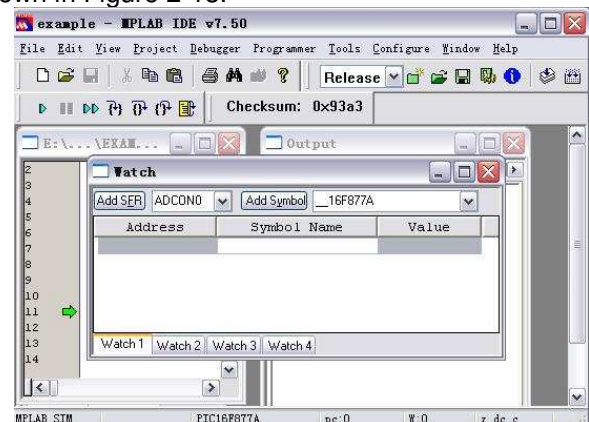 own in Figure 2-18.
example - MPLAB IDE v7.50
File Edit View Project Debugger Programmer Tools Configure Window Help
Release
Checksum: 0x93a3
E:\...\EXAM...
Output
Watch
Add SFR ADCON0 Add Symbol __16F877A
Address Symbol Name Value
2
3
4
5
6
7
8
9
10
11
12
13
14
Watch 1 Watch 2 Watch 3 Watch 4
MPLAB SIM PIC16F877A pc:0 W:0 z dc c